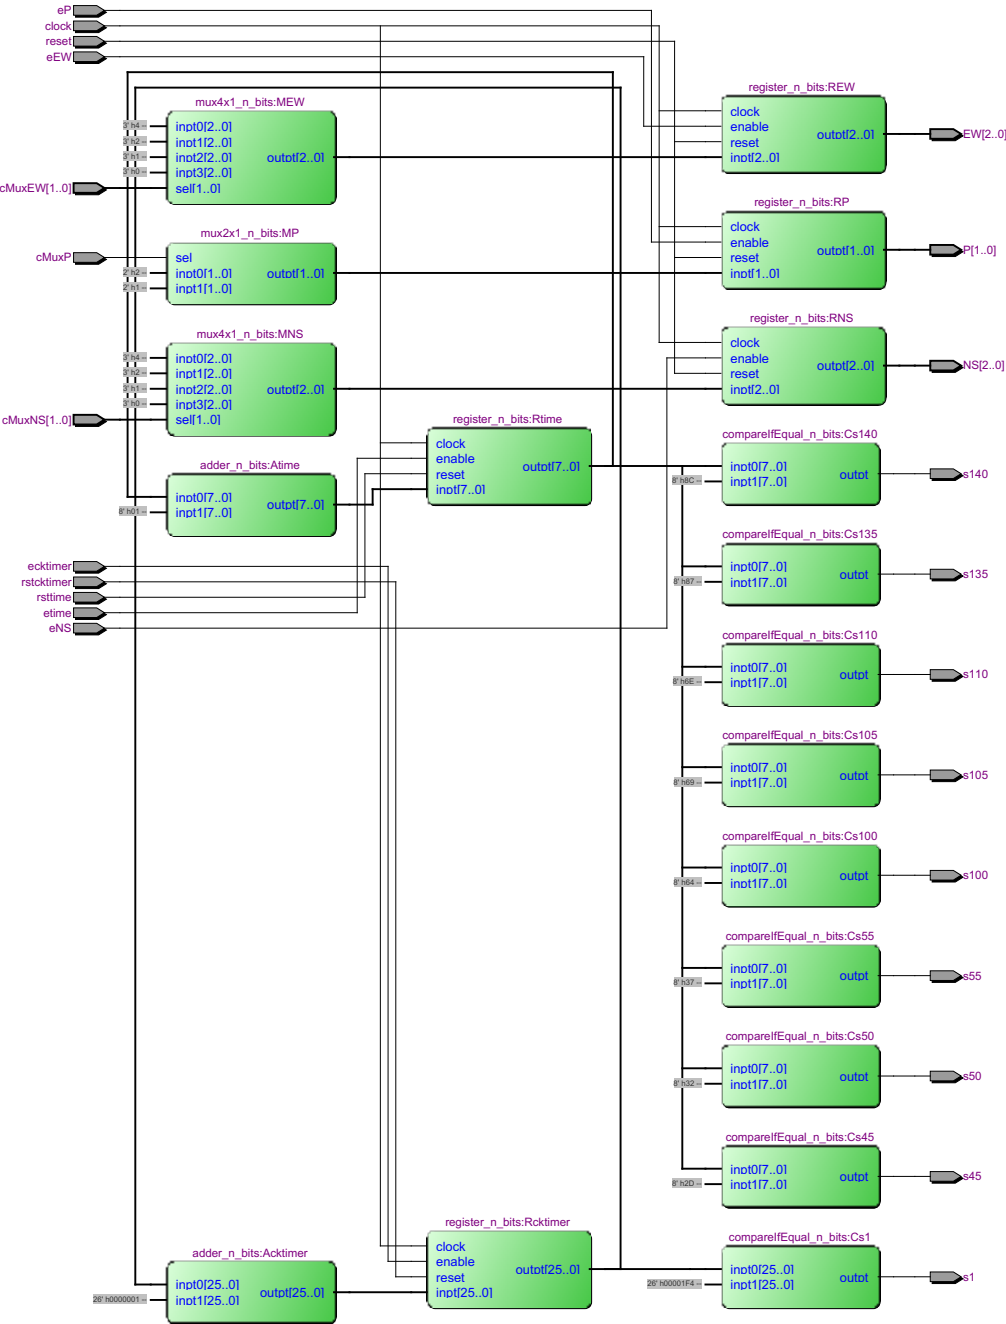 eP
clock
reset
eEW
mux4x1_n_bits:MEW
3' h4 --
inpt0[2..0]
3' h2 --
inpt1[2..0]
3' h1 --
inpt2[2..0]
outpt[2..0]
3' h0 --
inpt3[2..0]
cMuxEW[1..0]
sel[1..0]
register_n_bits:REW
clock
enable
outpt[2..0]
reset
inpt[2..0]
EW[2..0]
mux2x1_n_bits:MP
cMuxP
sel
2' h2 --
inpt0[1..0]
outpt[1..0]
2' h1 --
inpt1[1..0]
register_n_bits:RP
clock
enable
outpt[1..0]
reset
inpt[1..0]
P[1..0]
mux4x1_n_bits:MNS
3' h4 --
inpt0[2..0]
3' h2 --
inpt1[2..0]
3' h1 --
inpt2[2..0]
outpt[2..0]
3' h0 --
inpt3[2..0]
cMuxNS[1..0]
sel[1..0]
register_n_bits:RNS
clock
enable
outpt[2..0]
reset
inpt[2..0]
NS[2..0]
adder_n_bits:Atime
inpt0[7..0]
outpt[7..0]
8' h01 --
inpt1[7..0]
register_n_bits:Rtime
clock
enable
outpt[7..0]
reset
inpt[7..0]
compareIfEqual_n_bits:Cs140
inpt0[7..0]
outpt
8' h8C --
inpt1[7..0]
s140
ecktimer
rstcktimer
rsttime
etime
eNS
compareIfEqual_n_bits:Cs135
inpt0[7..0]
outpt
8' h87 --
inpt1[7..0]
s135
compareIfEqual_n_bits:Cs110
inpt0[7..0]
outpt
8' h6E --
inpt1[7..0]
s110
compareIfEqual_n_bits:Cs105
inpt0[7..0]
outpt
8' h69 --
inpt1[7..0]
s105
compareIfEqual_n_bits:Cs100
inpt0[7..0]
outpt
8' h64 --
inpt1[7..0]
s100
compareIfEqual_n_bits:Cs55
inpt0[7..0]
outpt
8' h37 --
inpt1[7..0]
s55
compareIfEqual_n_bits:Cs50
inpt0[7..0]
outpt
8' h32 --
inpt1[7..0]
s50
compareIfEqual_n_bits:Cs45
inpt0[7..0]
outpt
8' h2D --
inpt1[7..0]
s45
adder_n_bits:Acktimer
inpt0[25..0]
outpt[25..0]
26' h0000001 --
inpt1[25..0]
register_n_bits:Rcktimer
clock
enable
outpt[25..0]
reset
inpt[25..0]
compareIfEqual_n_bits:Cs1
inpt0[25..0]
outpt
26' h00001F4 --
inpt1[25..0]
s1